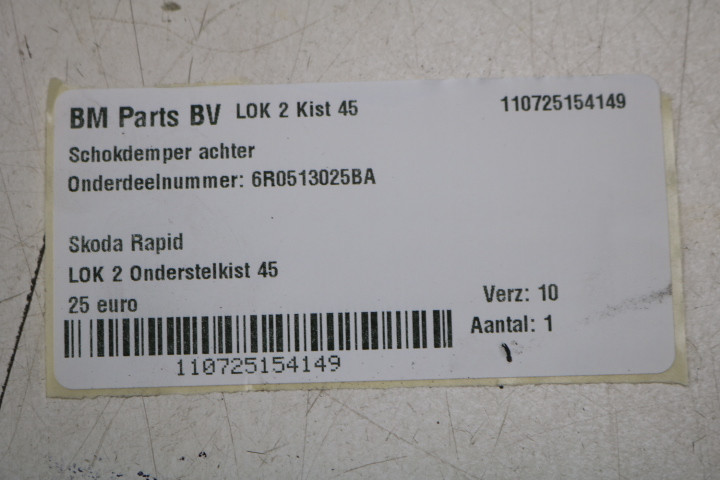 BM Parts BV LOK 2 Kist 45 110725154149
Schokdemper achter
Onderdeelnummer: 6R0513025BA
Skoda Rapid
LOK 2 Onderstelkist 45
25 euro
Verz: 10
Aantal: 1
110725154149